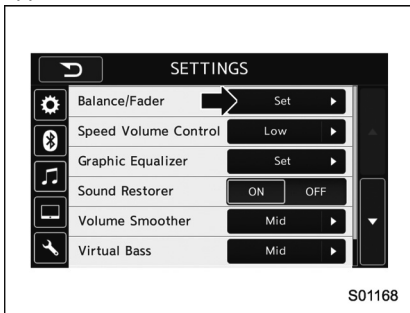 SETTINGS
Balance/Fader Set
Speed Volume Control Low
Graphic Equalizer Set
Sound Restorer ON OFF
Volume Smoother Mid
Virtual Bass Mid
S01168